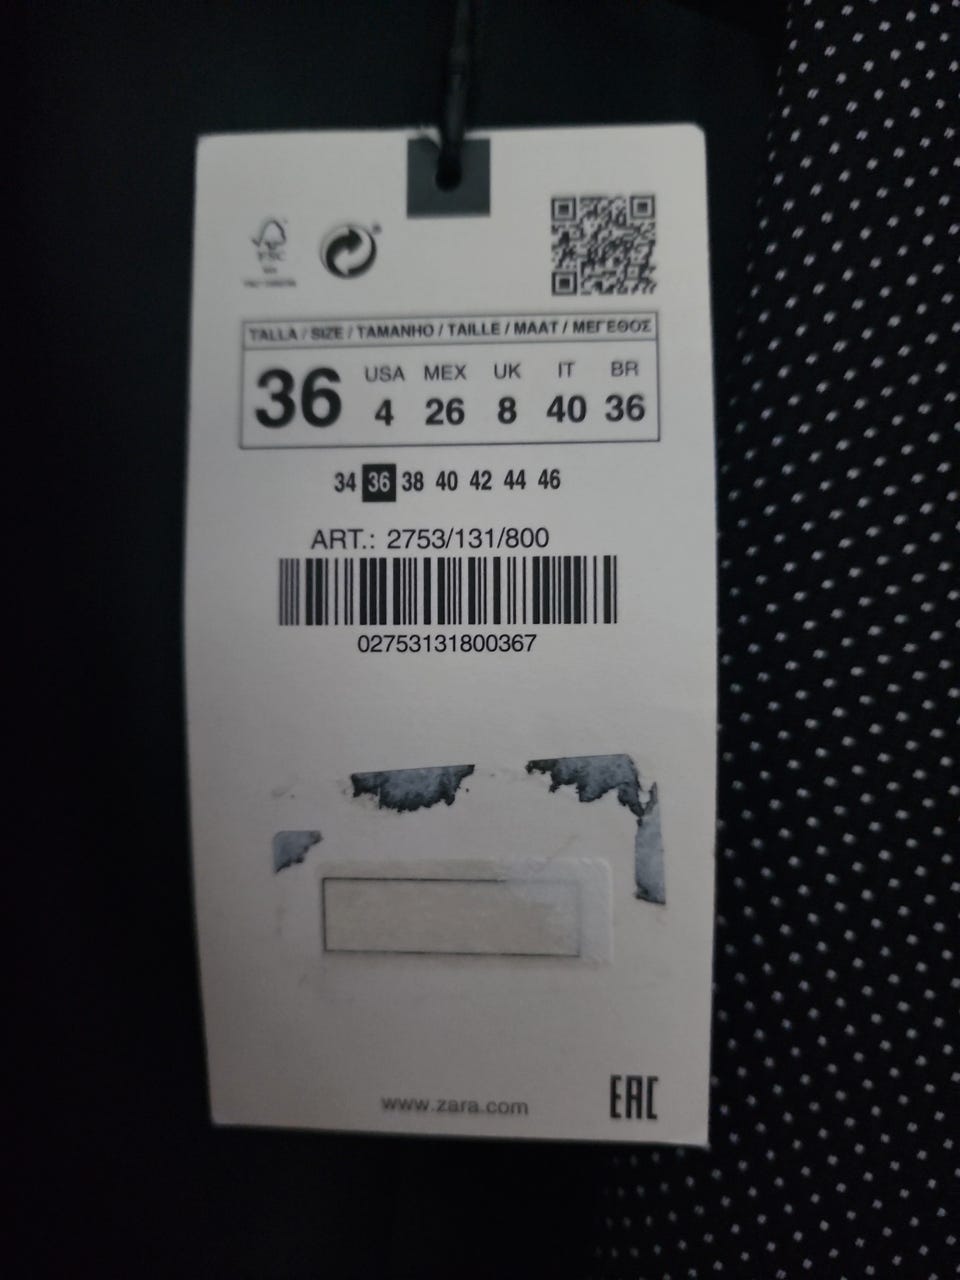 FSC
TALLA / SIZE / TAMANHO / TAILLE / MAAT / ΜΕΓΕΘΟΣ
36 USA MEX UK IT BR
4 26 8 40 36
34 36 38 40 42 44 46
ART.: 2753/131/800
02753131800367
www.zara.com
EAC